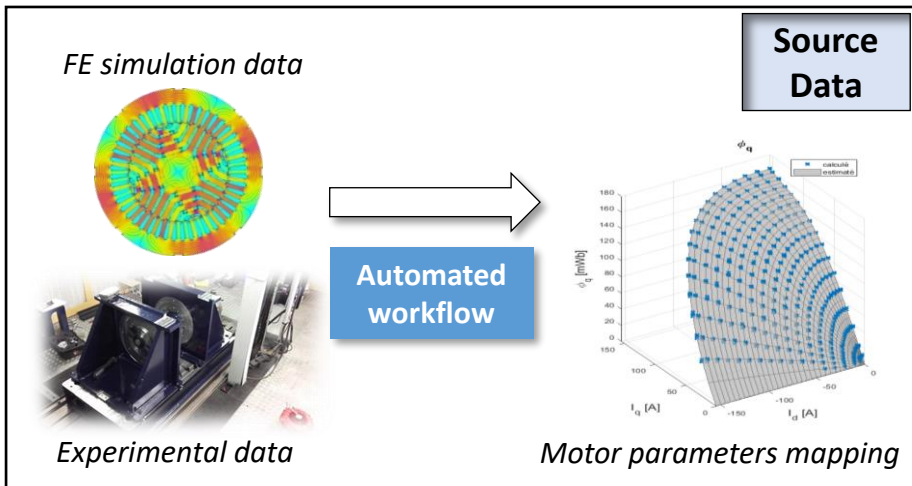 Source
Data
FE simulation data
Automated
workflow
Experimental data
ϕq
calculé
estimaté
ϕq [mWb]
180
160
140
120
100
80
60
40
20
0
150
100
50
0
Iq [A]
-150
-100
-50
0
Id [A]
Motor parameters mapping